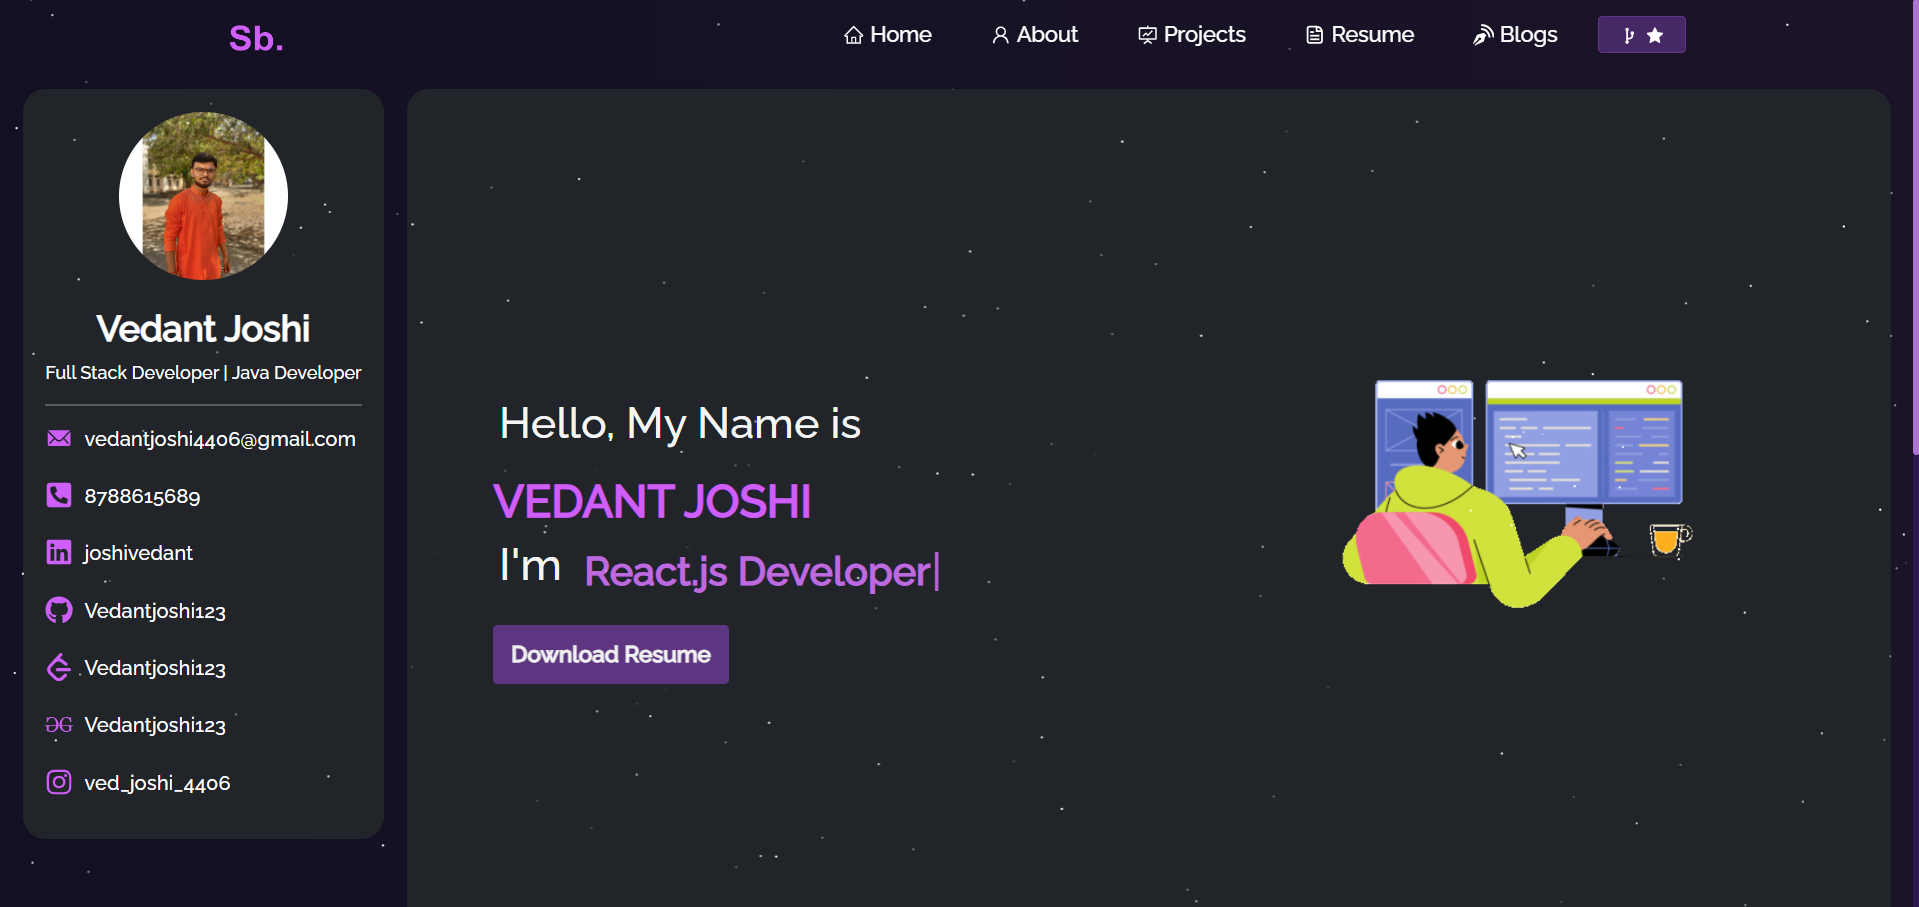 Sb.
Home
About
Projects
Resume
Blogs
Vedant Joshi
Full Stack Developer | Java Developer
vedantjoshi4406@gmail.com
8788615689
joshivedant
Vedantjoshi123
Vedantjoshi123
Vedantjoshi123
ved_joshi_4406
Hello, My Name is
VEDANT JOSHI
I'm React.js Developer|
Download Resume